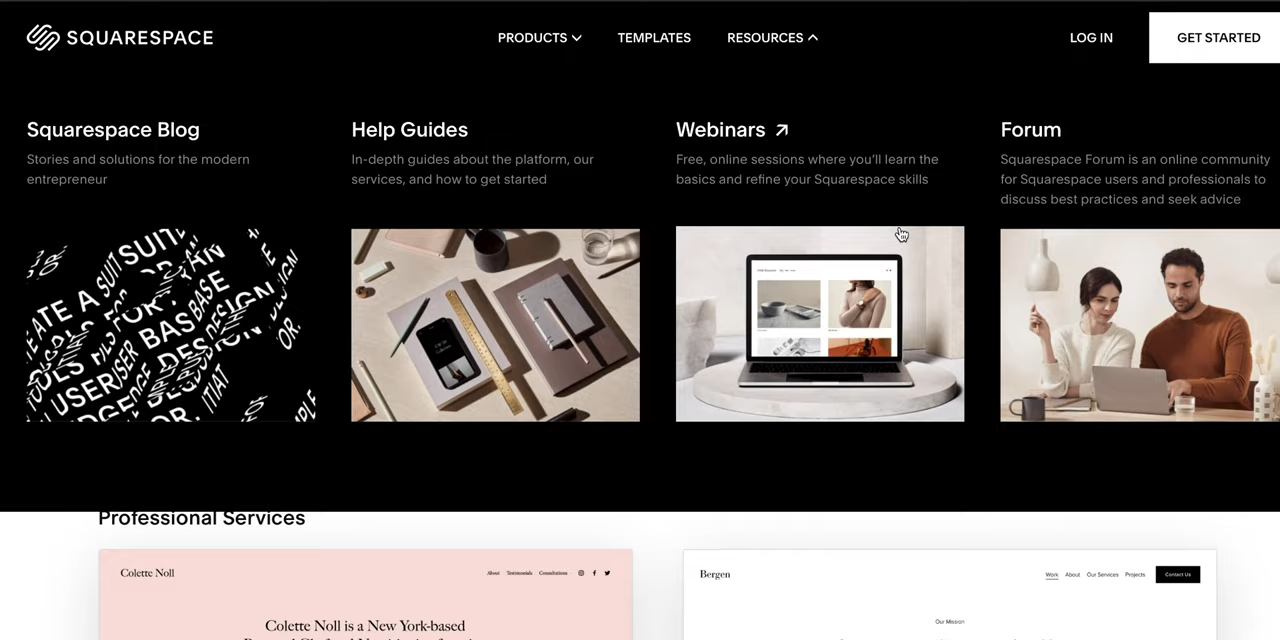 SQUARESPACE
PRODUCTS
TEMPLATES
RESOURCES
LOG IN
GET STARTED
Squarespace Blog
Stories and solutions for the modern
entrepreneur
Help Guides
In-depth guides about the platform, our
services, and how to get started
Webinars
Free, online sessions where you’ll learn the
basics and refine your Squarespace skills
Forum
Squarespace Forum is an online community
for Squarespace users and professionals to
discuss best practices and seek advice
Professional Services
Colette Noll
About Testimonials Consultations
Colette Noll is a New York-based
Bergen
Work About Our Services Projects
Contact Us
Our Mission